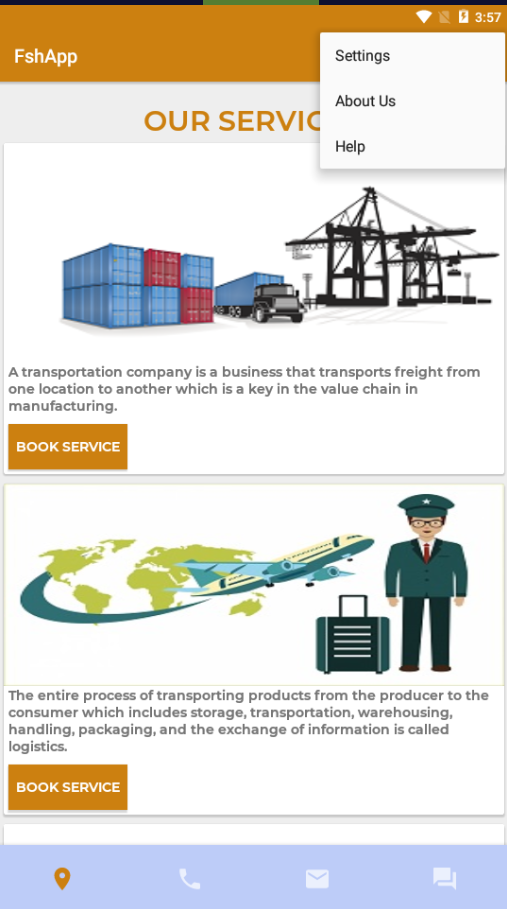 3:57
FshApp
Settings
About Us
Help
OUR
A transportation company is a business that transports freight from
one location to another which is a key in the value chain in
manufacturing.
BOOK SERVICE
The entire process of transporting products from the producer to the
consumer which includes storage, transportation, warehousing,
handling, packaging, and the exchange of information is called
logistics.
BOOK SERVICE